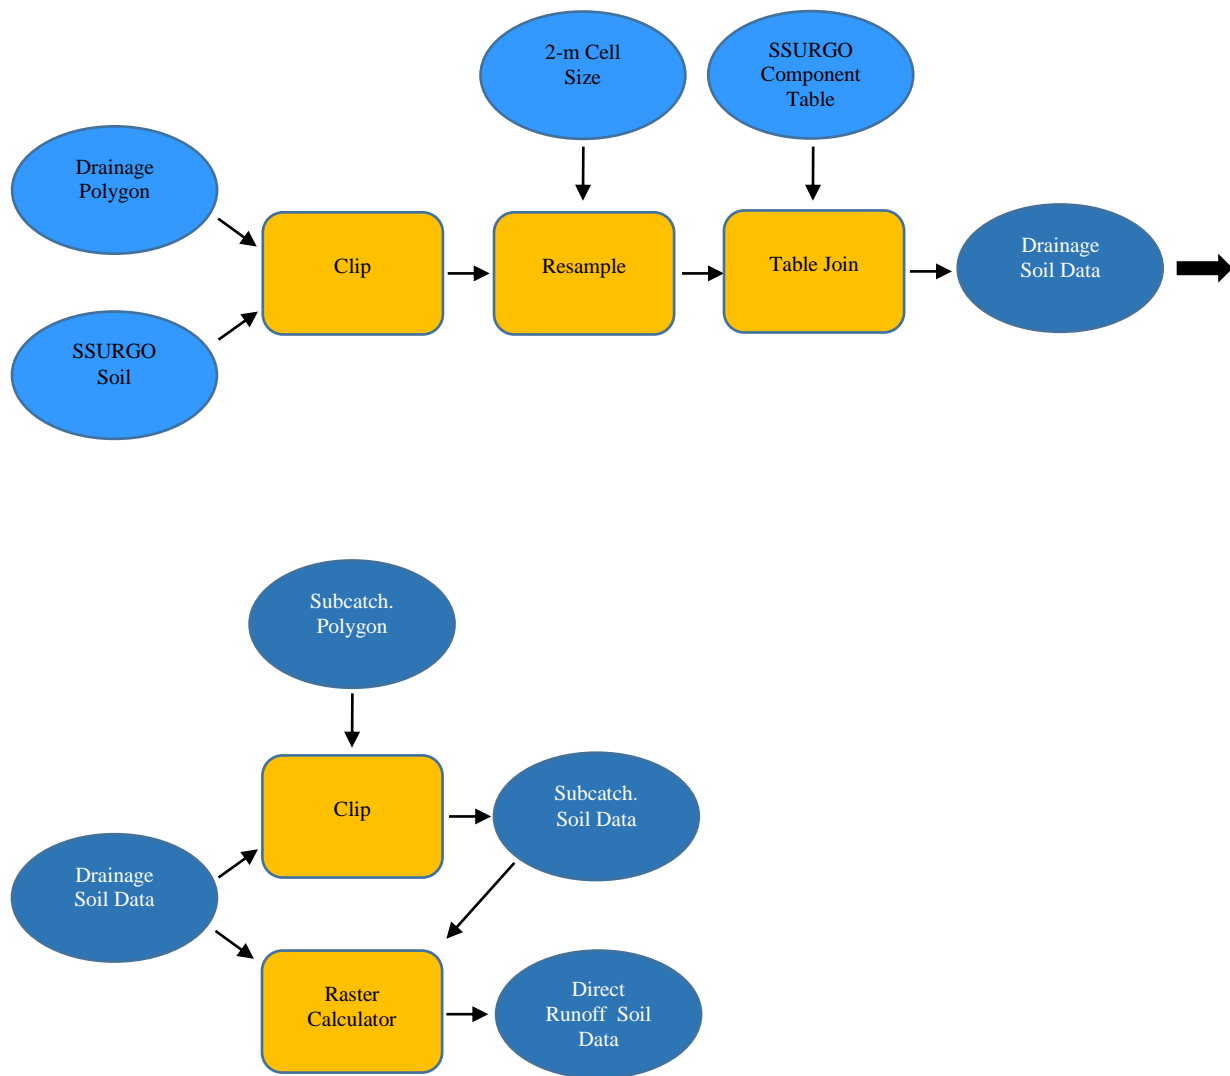 2-m Cell
Size
SSURGO
Component
Table
Drainage
Polygon
Clip
Resample
Table Join
Drainage
Soil Data
SSURGO
Soil
Subcatch.
Polygon
Clip
Subcatch.
Soil Data
Drainage
Soil Data
Raster
Calculator
Direct
Runoff  Soil
Data